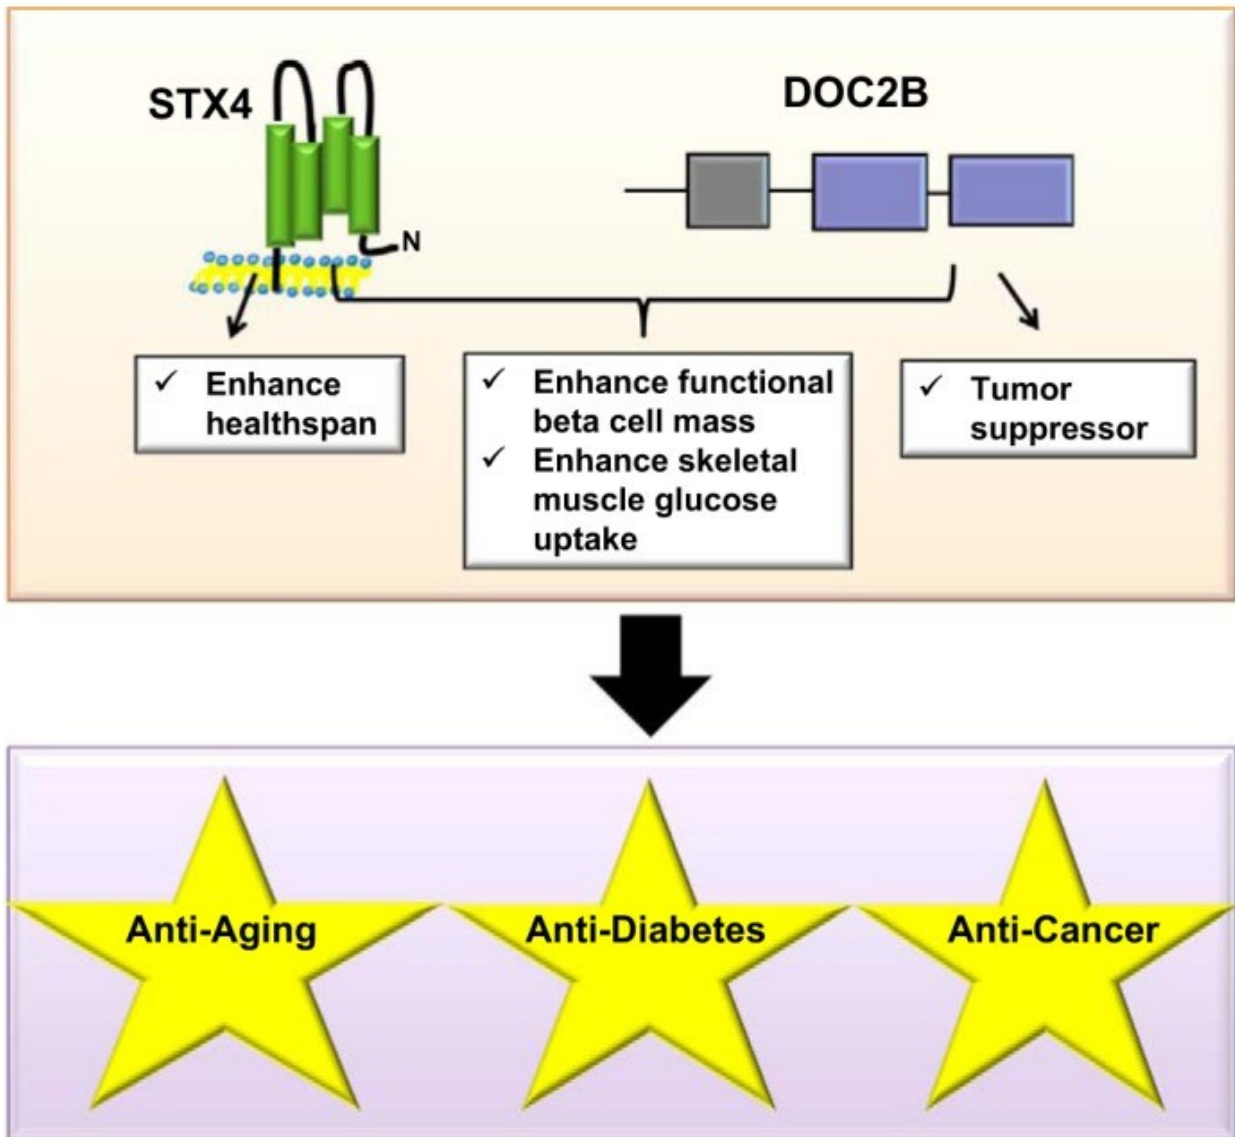 STX4
DOC2B
N
✓ Enhance
healthspan
✓ Enhance functional
beta cell mass
✓ Enhance skeletal
muscle glucose
uptake
✓ Tumor
suppressor
Anti-Aging
Anti-Diabetes
Anti-Cancer